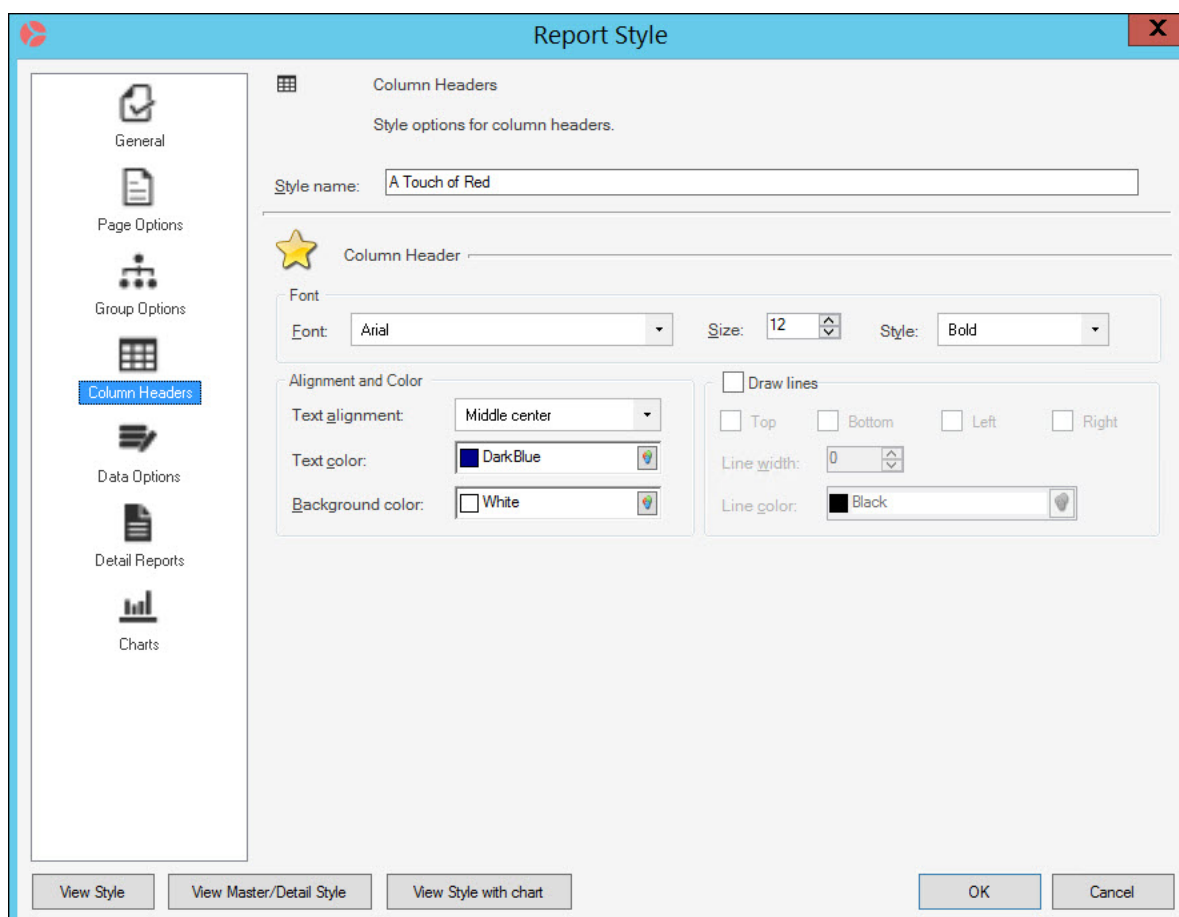 Report Style
X
General
Page Options
Group Options
Column Headers
Data Options
Detail Reports
Charts
Column Headers
Style options for column headers.
Style name: A Touch of Red
Column Header
Font
Font: Arial Size: 12 Style: Bold
Alignment and Color
Text alignment: Middle center
Text color: DarkBlue
Background color: White
Draw lines
Top Bottom Left Right
Line width: 0
Line color: Black
View Style View Master/Detail Style View Style with chart OK Cancel